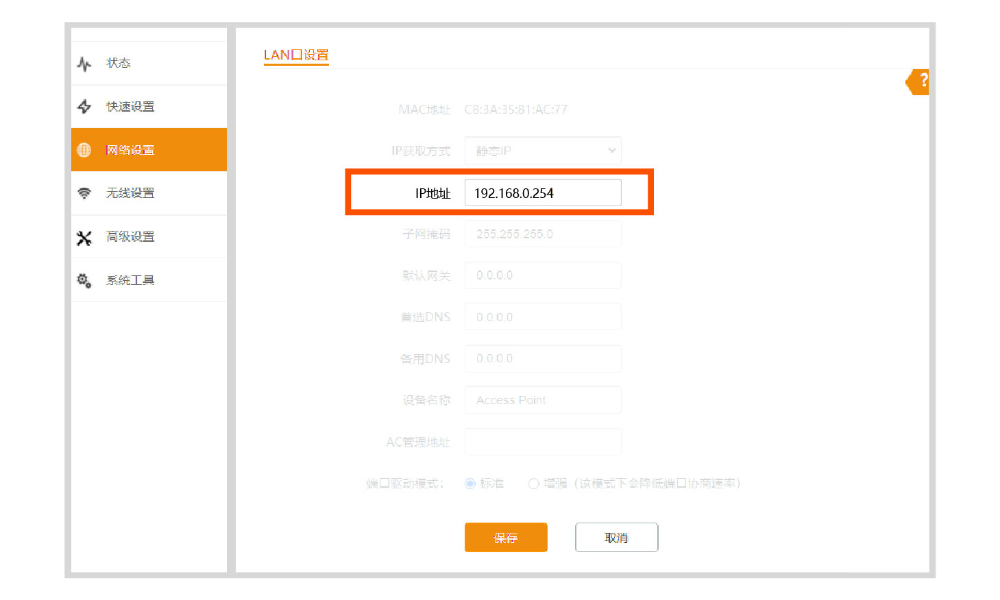 LAN口设置
?
状态
快速设置
网络设置
无线设置
高级设置
系统工具
MAC地址 C8:3A:35:81:AC:77
IP获取方式 静态IP
IP地址 192.168.0.254
子网掩码 255.255.255.0
默认网关 0.0.0.0
首选DNS 0.0.0.0
备用DNS 0.0.0.0
设备名称 Access Point
AC管理地址
端口驱动模式： 标准 增强（该模式下会降低端口协商速率）
保存 取消